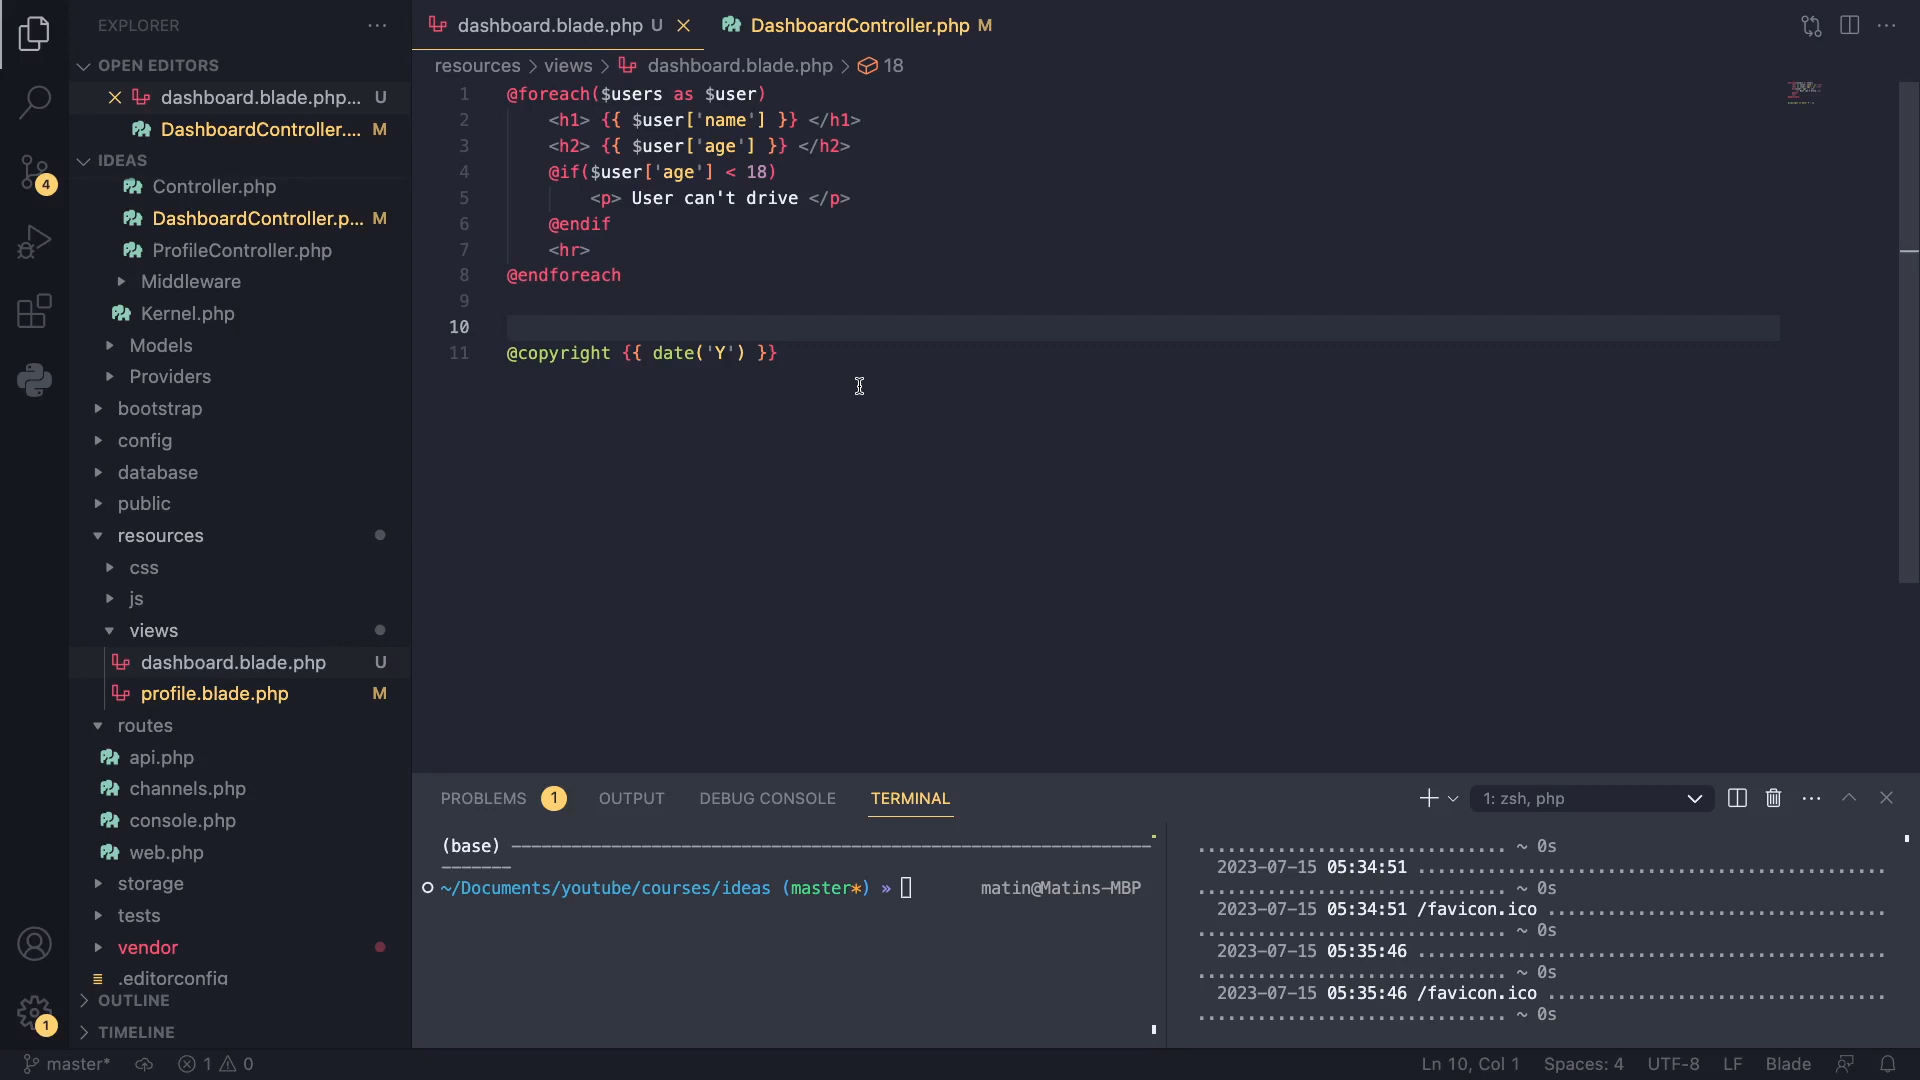 EXPLORER
OPEN EDITORS
dashboard.blade.php... U
DashboardController.... M
IDEAS
Controller.php
DashboardController.p... M
ProfileController.php
Middleware
Kernel.php
Models
Providers
bootstrap
config
database
public
resources
css
js
views
dashboard.blade.php U
profile.blade.php M
routes
api.php
channels.php
console.php
web.php
storage
tests
vendor
.editorconfig
OUTLINE
TIMELINE
4
1
dashboard.blade.php U
DashboardController.php M
resources > views > dashboard.blade.php > 18
1 @foreach($users as $user)
2 <h1> {{ $user['name'] }} </h1>
3 <h2> {{ $user['age'] }} </h2>
4 @if($user['age'] < 18)
5 <p> User can't drive </p>
6 @endif
7 <hr>
8 @endforeach
9
10
11 @copyright {{ date('Y') }}
PROBLEMS 1 OUTPUT DEBUG CONSOLE TERMINAL
1: zsh, php
(base) ──────────────────────────────────────────────────────────────
───────
~/Documents/youtube/courses/ideas (master*) » matin@Matins-MBP
............................... ~ 0s
2023-07-15 05:34:51 ...............................................
............................... ~ 0s
2023-07-15 05:34:51 /favicon.ico ..................................
............................... ~ 0s
2023-07-15 05:35:46 ...............................................
............................... ~ 0s
2023-07-15 05:35:46 /favicon.ico ..................................
............................... ~ 0s
master* 1 0
Ln 10, Col 1 Spaces: 4 UTF-8 LF Blade